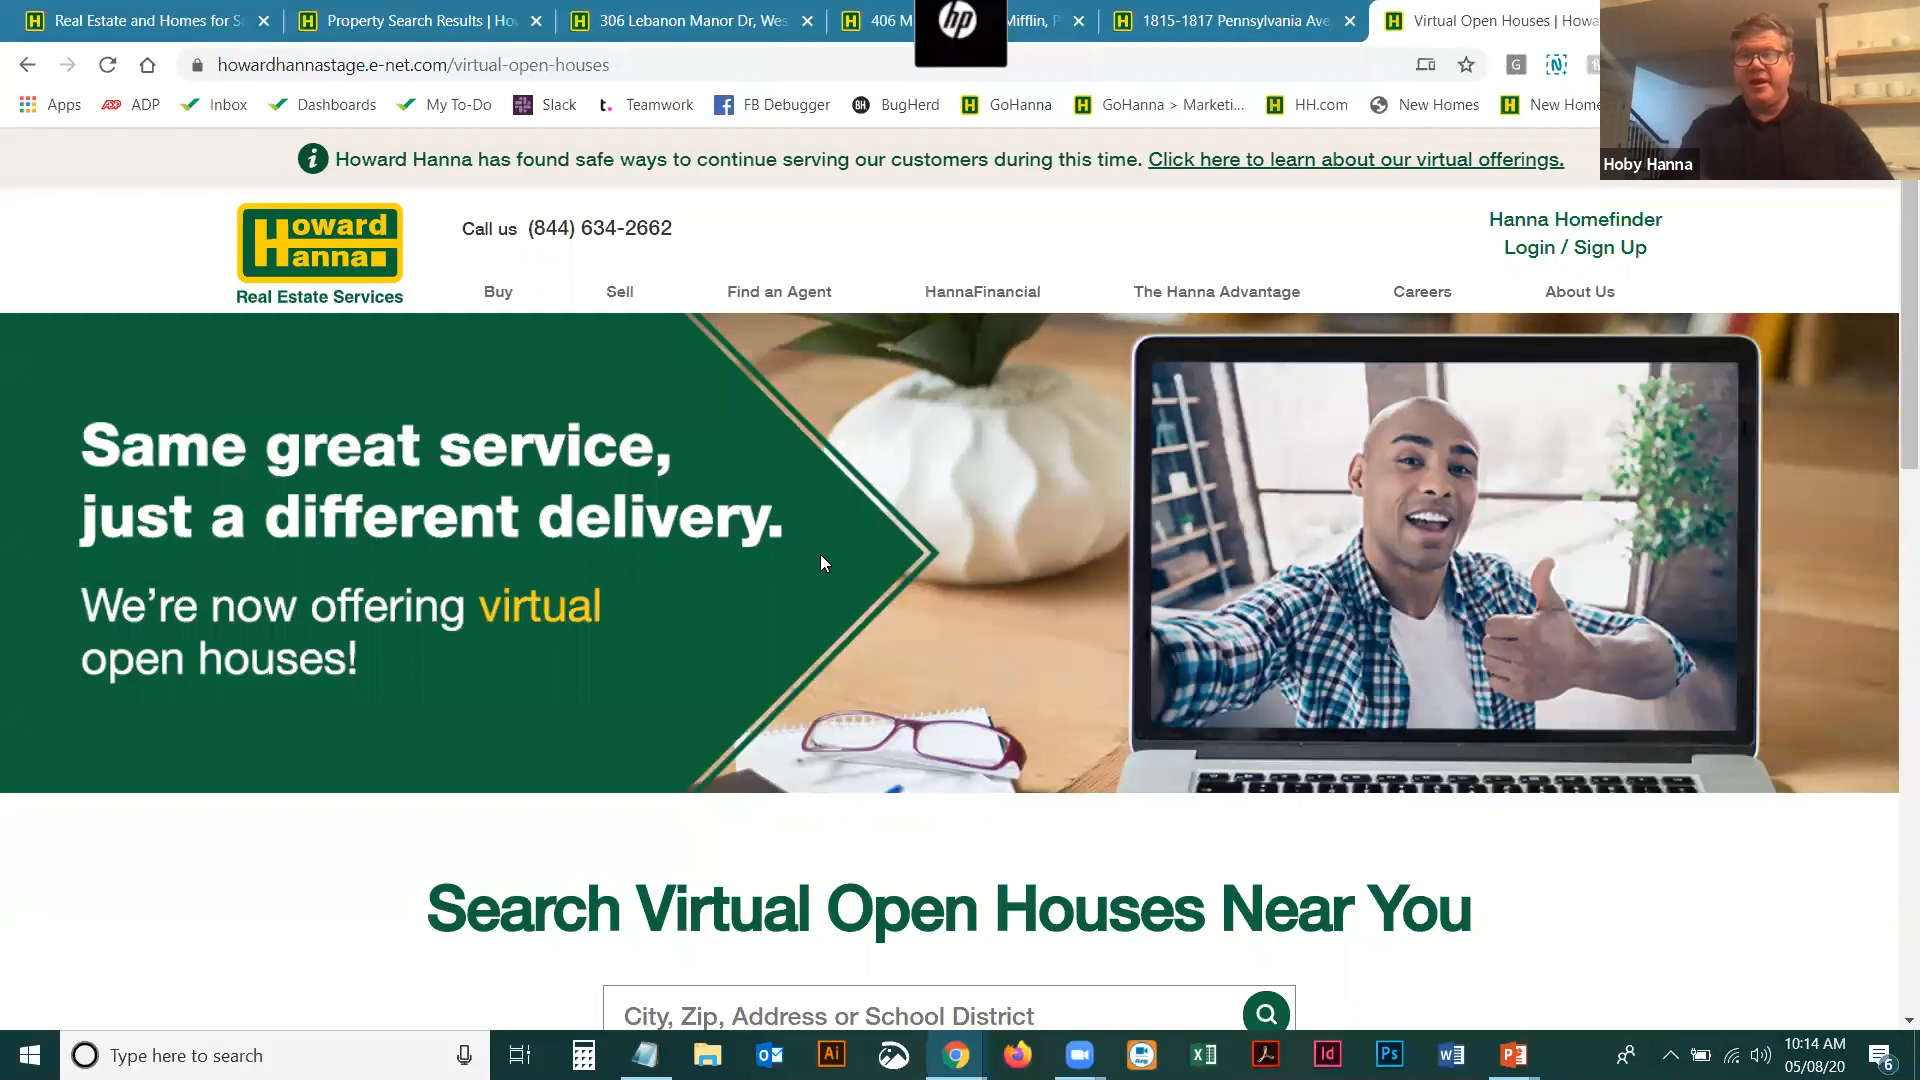 Real Estate and Homes for S
Property Search Results | Ho
306 Lebanon Manor Dr, Wes
406 M
Mifflin, P
1815-1817 Pennsylvania Ave
Virtual Open Houses | Howa
hp
howardhannastage.e-net.com/virtual-open-houses
G
N
Apps
ADP
Inbox
Dashboards
My To-Do
Slack
t. Teamwork
FB Debugger
BH. BugHerd
GoHanna
GoHanna > Marketi...
HH.com
New Homes
New Home
Hoby Hanna
i Howard Hanna has found safe ways to continue serving our customers during this time. Click here to learn about our virtual offerings.
Howard
Hanna
Real Estate Services
Call us (844) 634-2662
Hanna Homefinder
Login / Sign Up
Buy
Sell
Find an Agent
HannaFinancial
The Hanna Advantage
Careers
About Us
Same great service,
just a different delivery.
We're now offering virtual
open houses!
Search Virtual Open Houses Near You
City, Zip, Address or School District
Type here to search
Ai
Id
Ps
10:14 AM
05/08/20
6